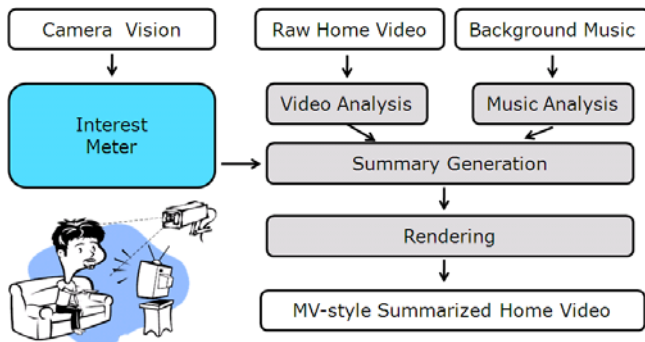 Camera Vision
Raw Home Video
Background Music
Interest
Meter
Video Analysis
Music Analysis
Summary Generation
Rendering
MV-style Summarized Home Video